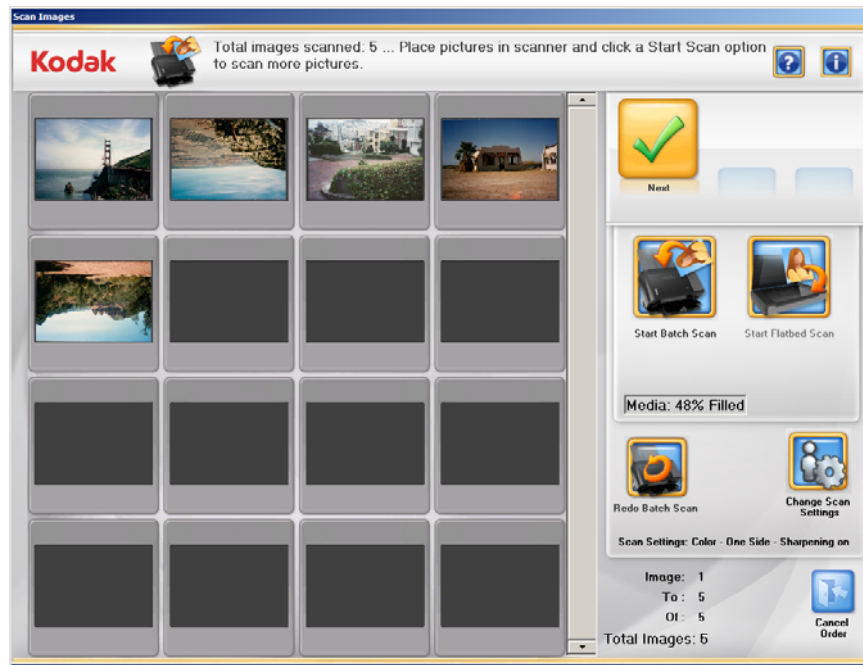 Scan Images
Kodak
Total images scanned: 5 ... Place pictures in scanner and click a Start Scan option
to scan more pictures.
?
i
Next
Start Batch Scan
Start Flatbed Scan
Media: 48% Filled
Redo Batch Scan
Change Scan
Settings
Scan Settings: Color - One Side - Sharpening on
Image: 1
To: 5
Of: 5
Total Images: 5
Cancel
Order